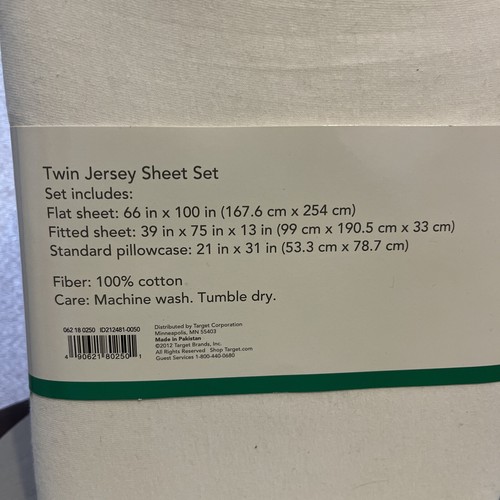 Twin Jersey Sheet Set
Set includes:
Flat sheet: 66 in x 100 in (167.6 cm x 254 cm)
Fitted sheet: 39 in x 75 in x 13 in (99 cm x 190.5 cm x 33 cm)
Standard pillowcase: 21 in x 31 in (53.3 cm x 78.7 cm)
Fiber: 100% cotton
Care: Machine wash. Tumble dry.
062 18 0250 ID212481-0050
4 90621 80250 1
Distributed by Target Corporation
Minneapolis, MN 55403
Made in Pakistan
©2012 Target Brands, Inc.
All Rights Reserved Shop Target.com
Guest Services 1-800-440-0680